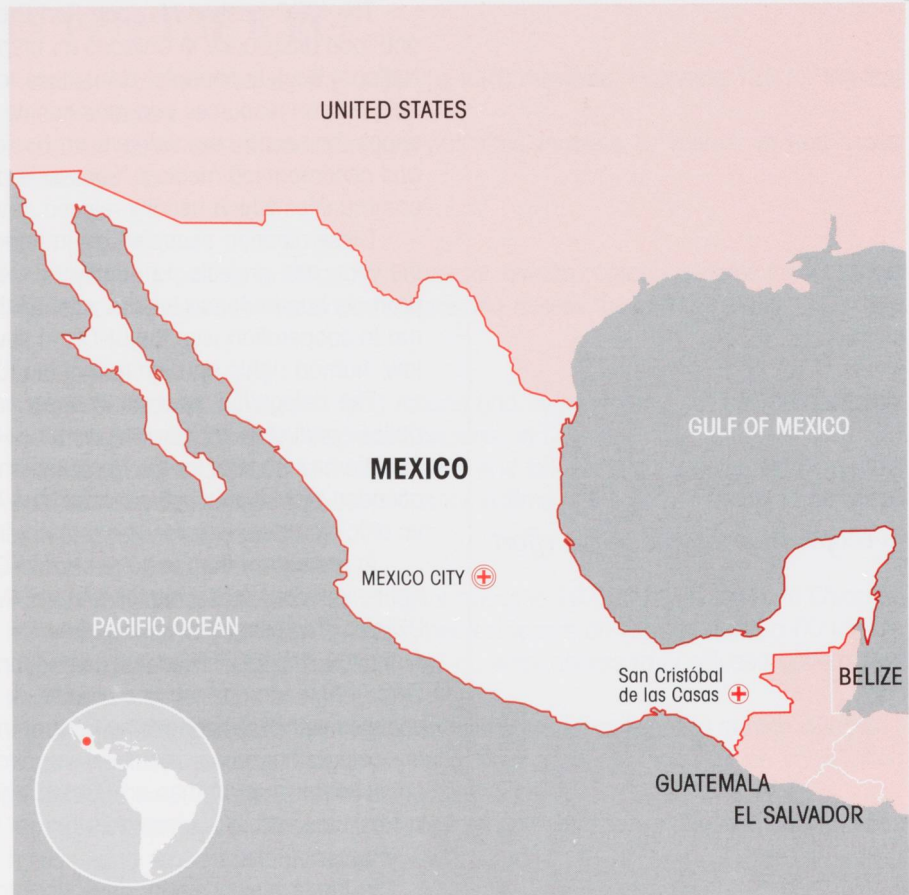 UNITED STATES
GULF OF MEXICO
MEXICO
MEXICO CITY
PACIFIC OCEAN
San Cristóbal
de las Casas
BELIZE
GUATEMALA
EL SALVADOR